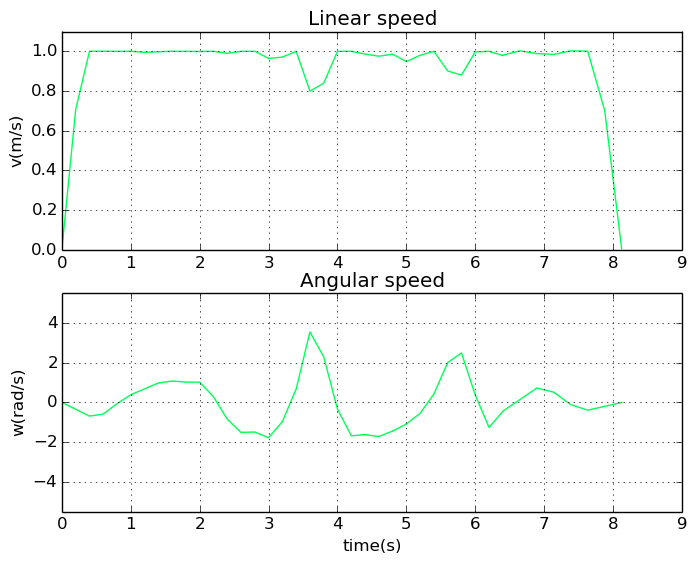 Linear speed
1.0
0.8
0.6
0.4
0.2
0.0
v(m/s)
0 1 2 3 4 5 6 7 8 9
Angular speed
4
2
0
−2
−4
w(rad/s)
0 1 2 3 4 5 6 7 8 9
time(s)